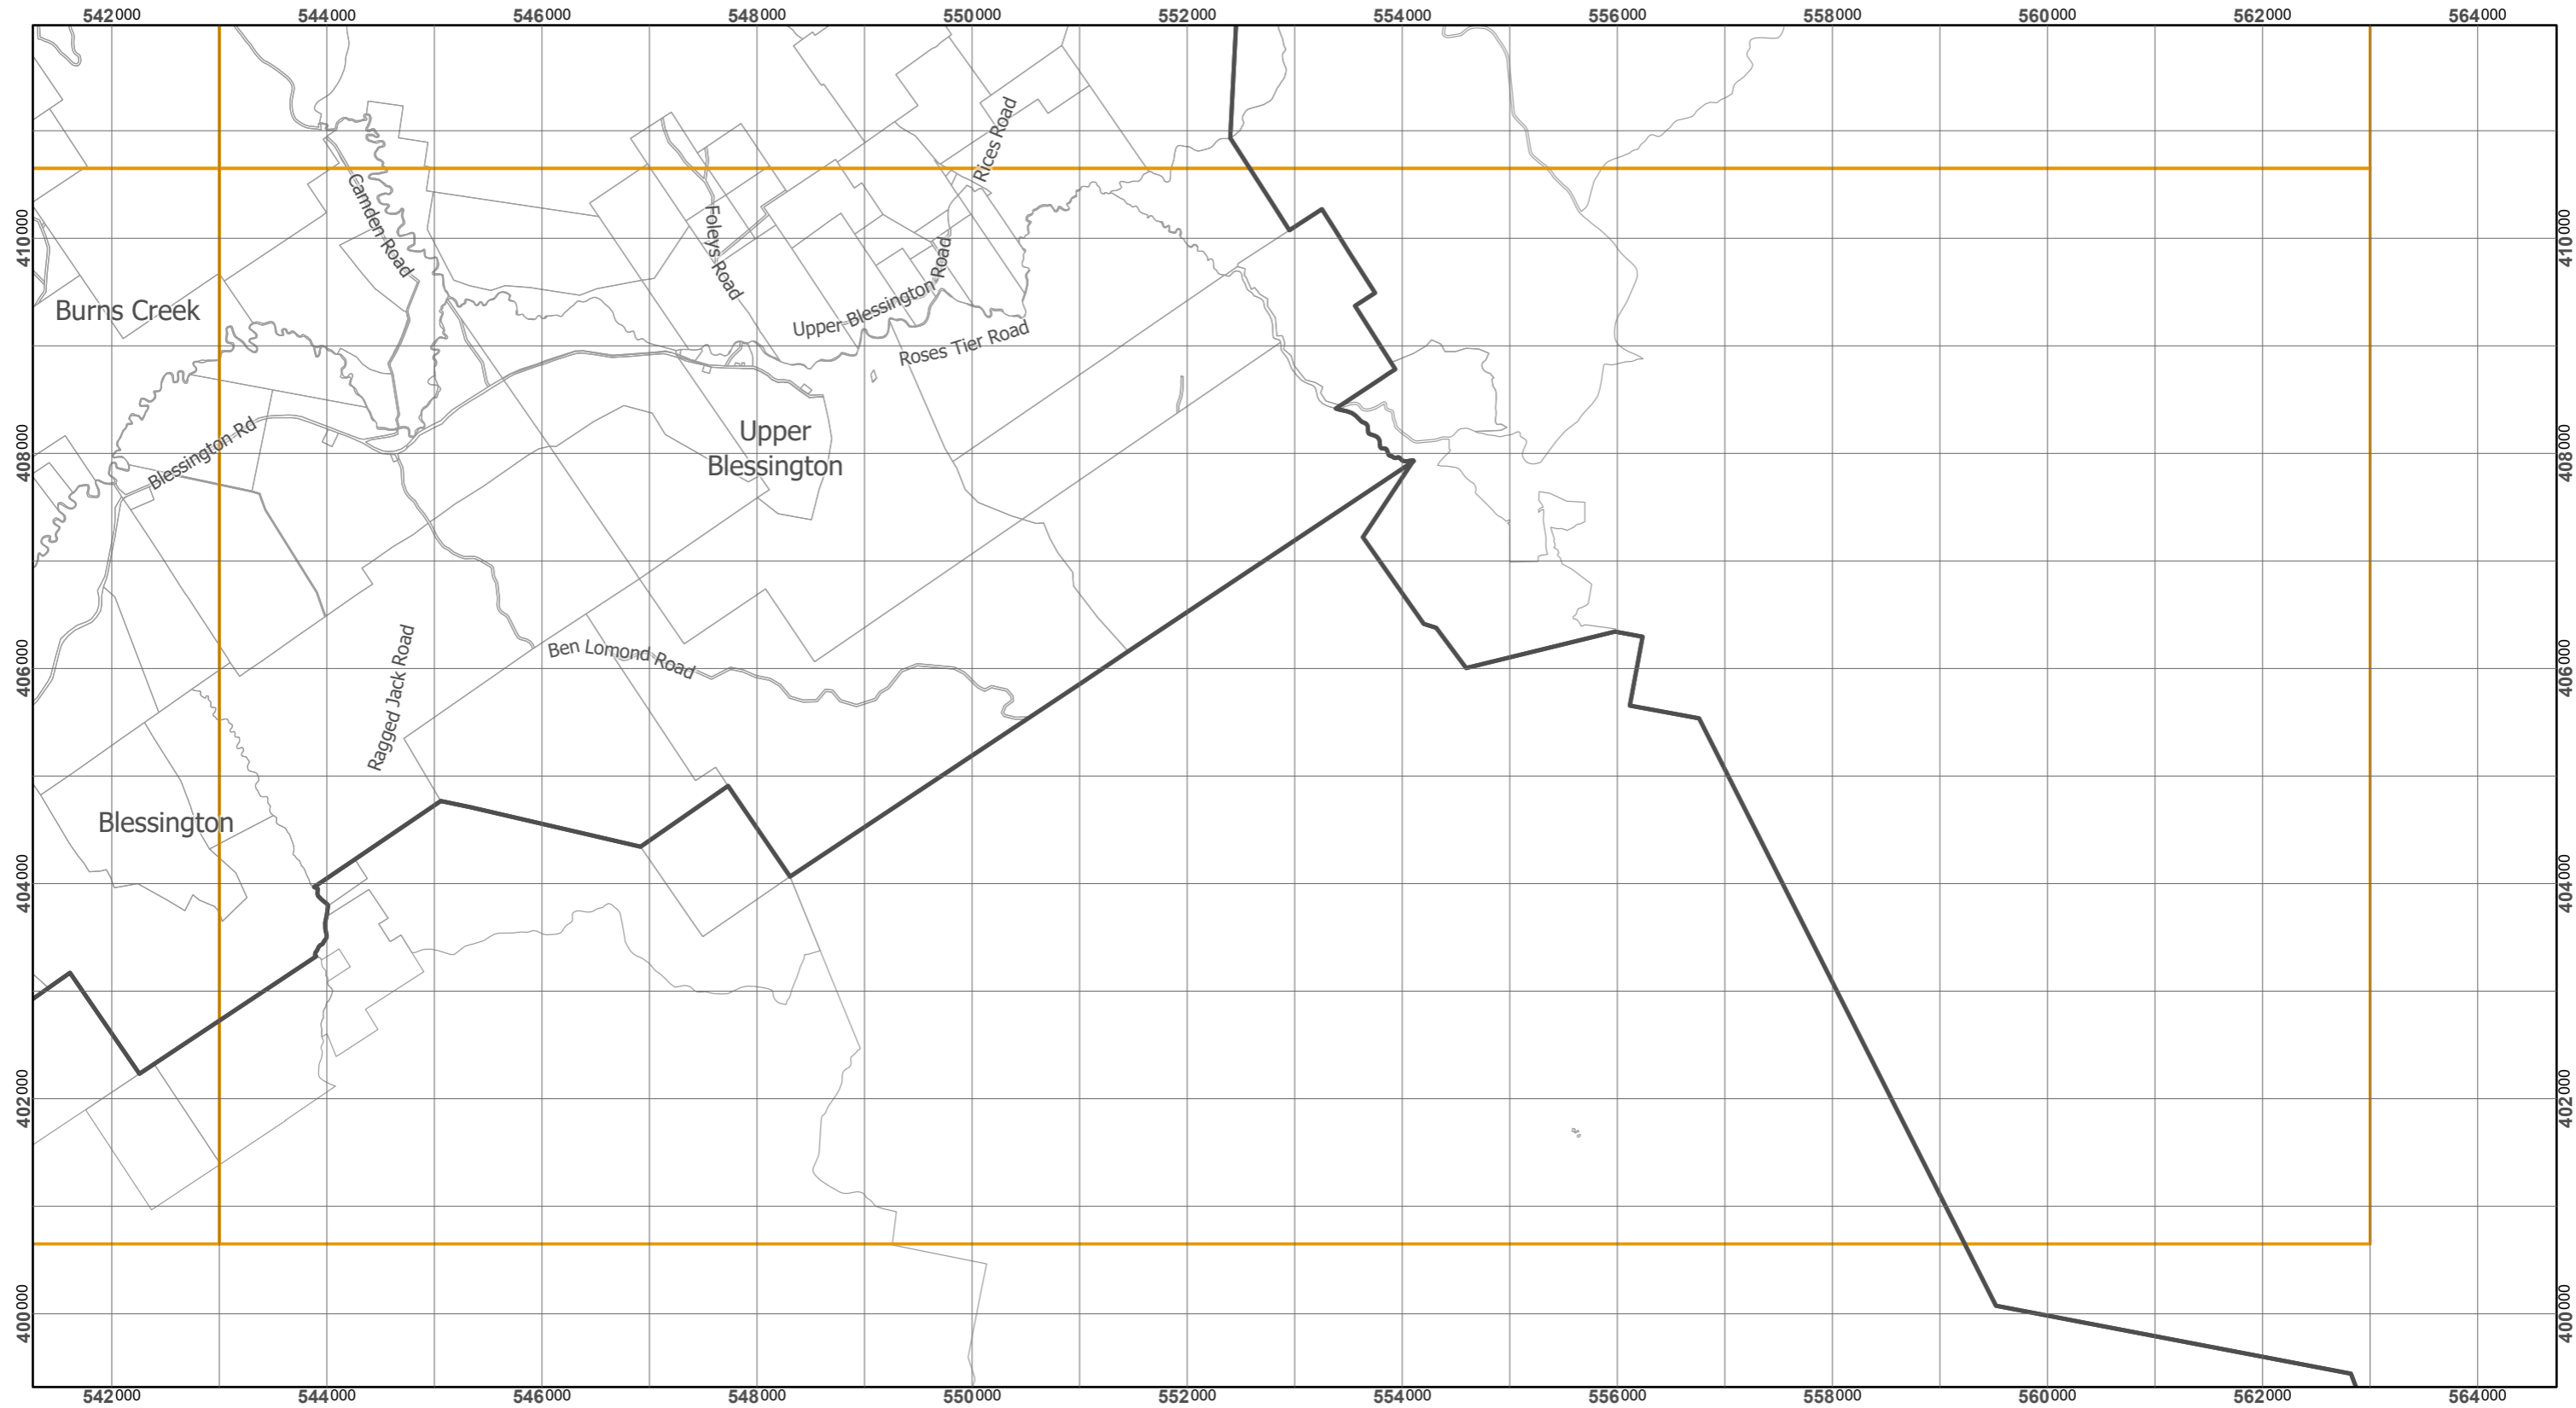 542000 544000 546000 548000 550000 552000 554000 556000 558000 560000 562000 564000
Rices Road
Camden Road
Foleys Road
410000 410000
Burns Creek
Upper Blessington Road
Roses Tier Road
Blessington Rd
Upper
Blessington
408000 408000
Ragged Jack Road
Ben Lomond Road
406000 406000
Blessington
404000 404000
402000 402000
400000 400000
542000 544000 546000 548000 550000 552000 554000 556000 558000 560000 562000 564000